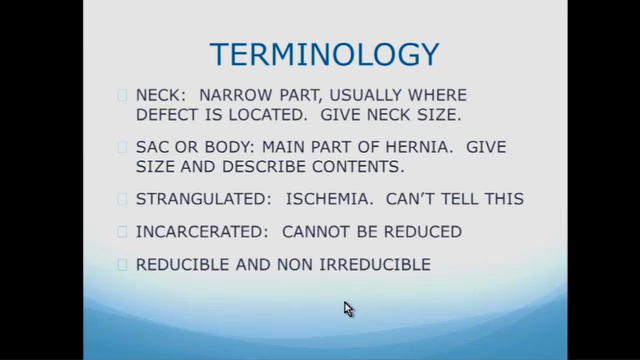 TERMINOLOGY
NECK: NARROW PART, USUALLY WHERE
DEFECT IS LOCATED. GIVE NECK SIZE.
SAC OR BODY: MAIN PART OF HERNIA. GIVE
SIZE AND DESCRIBE CONTENTS.
STRANGULATED: ISCHEMIA. CAN'T TELL THIS
INCARCERATED: CANNOT BE REDUCED
REDUCIBLE AND NON IRREDUCIBLE